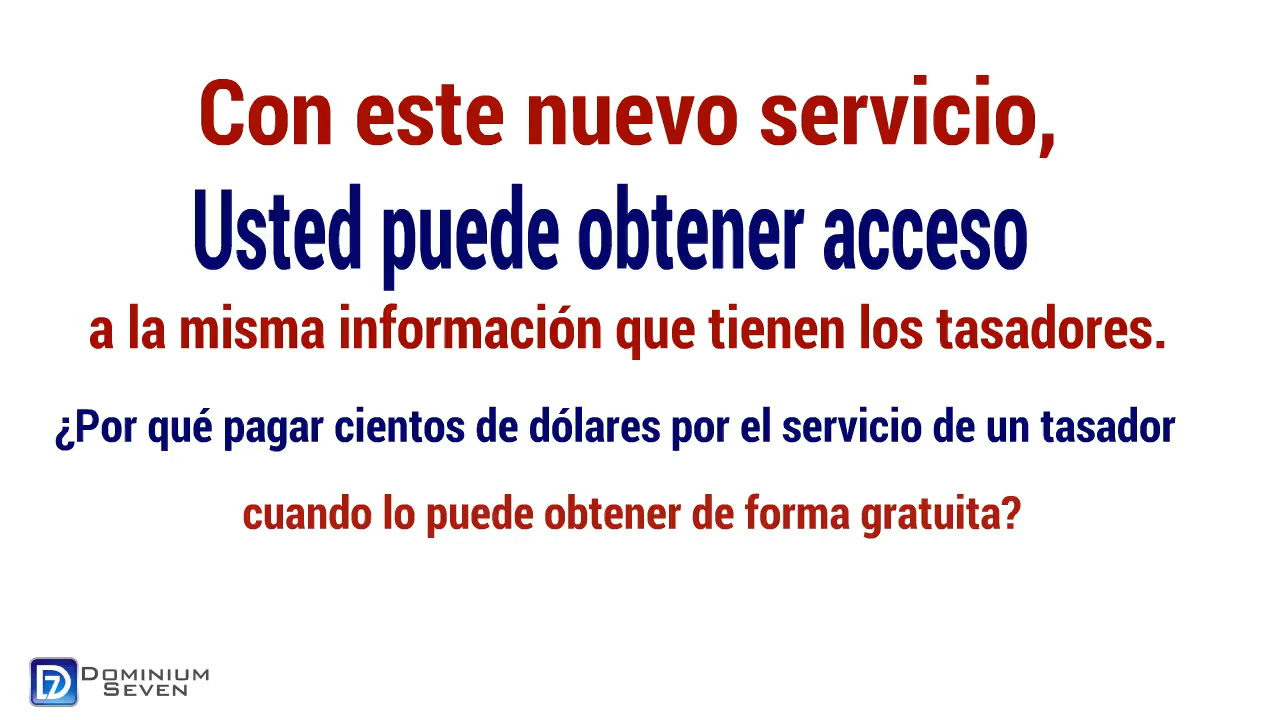 Con este nuevo servicio,
Usted puede obtener acceso
a la misma información que tienen los tasadores.
¿Por qué pagar cientos de dólares por el servicio de un tasador
cuando lo puede obtener de forma gratuita?
D7 DOMINIUM
SEVEN